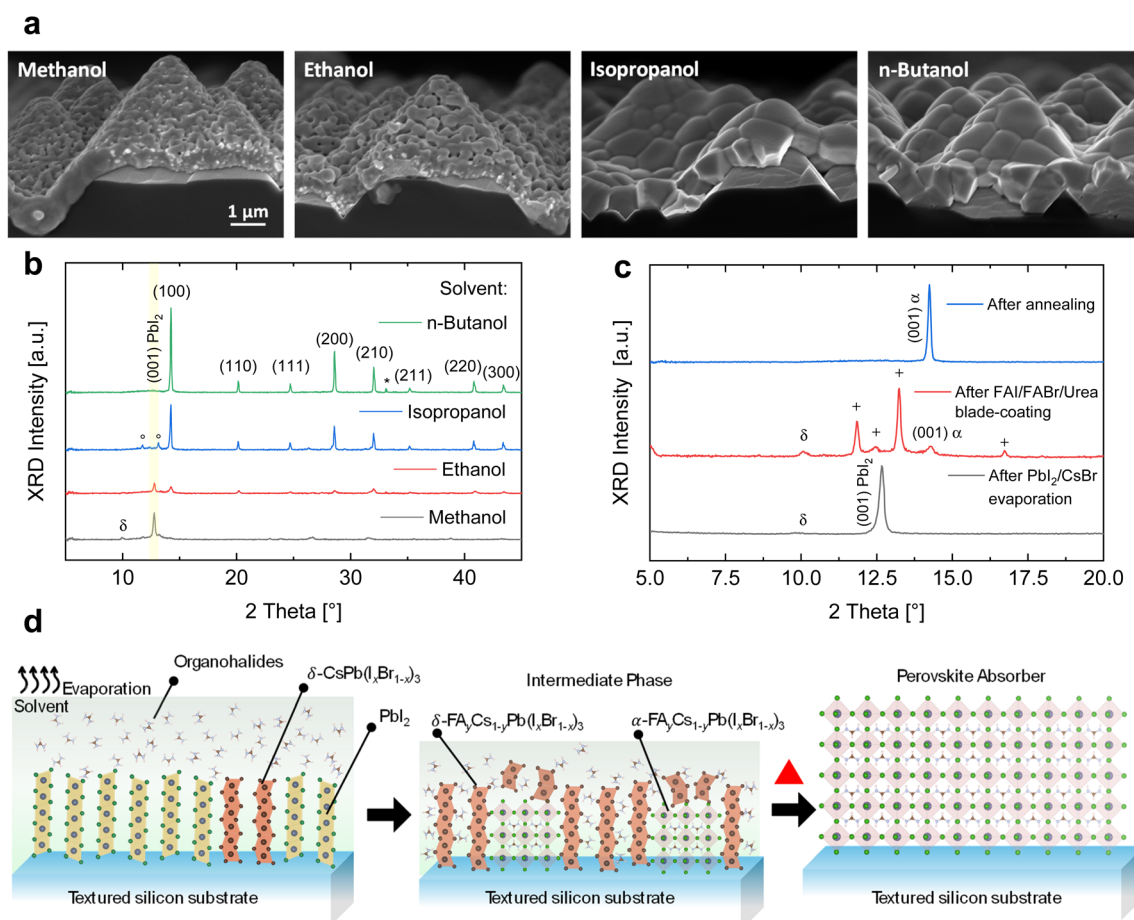 a
Methanol
Ethanol
Isopropanol
n-Butanol
1 μm
b
XRD Intensity [a.u.]
(001) PbI₂
(100)
(110)
(111)
(200)
(210)
*
(211)
(220)
(300)
Solvent:
n-Butanol
° °
Isopropanol
Ethanol
δ
Methanol
10 20 30 40
2 Theta [°]
c
XRD Intensity [a.u.]
(001) α
After annealing
δ
+ + + +
(001) α
After FAI/FABr/Urea
blade-coating
δ
(001) PbI₂
After PbI₂/CsBr
evaporation
5.0 7.5 10.0 12.5 15.0 17.5 20.0
2 Theta [°]
d
Evaporation
Solvent
Organohalides
δ-CsPb(IₓBr₁₋ₓ)₃
PbI₂
Textured silicon substrate
Intermediate Phase
δ-FAᵧCs₁₋ᵧPb(IₓBr₁₋ₓ)₃
α-FAᵧCs₁₋ᵧPb(IₓBr₁₋ₓ)₃
Textured silicon substrate
Perovskite Absorber
Textured silicon substrate